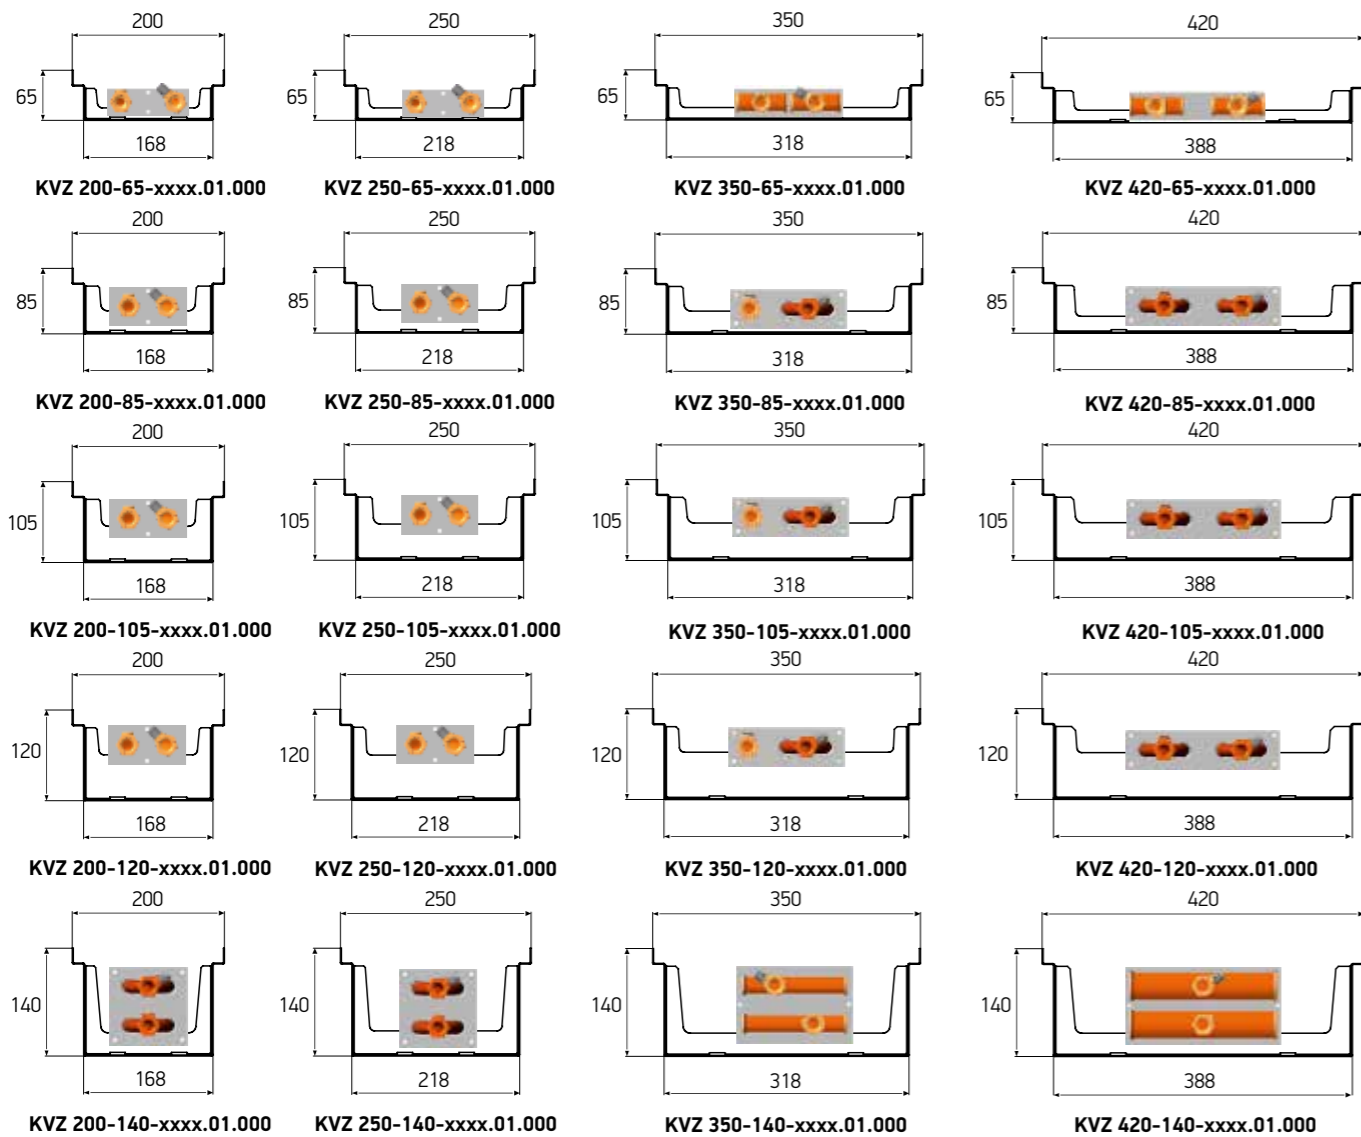 200 250 350 420
65 65 65 65
168 218 318 388
KVZ 200-65-xxxx.01.000 KVZ 250-65-xxxx.01.000 KVZ 350-65-xxxx.01.000 KVZ 420-65-xxxx.01.000
200 250 350 420
85 85 85 85
168 218 318 388
KVZ 200-85-xxxx.01.000 KVZ 250-85-xxxx.01.000 KVZ 350-85-xxxx.01.000 KVZ 420-85-xxxx.01.000
200 250 350 420
105 105 105 105
168 218 318 388
KVZ 200-105-xxxx.01.000 KVZ 250-105-xxxx.01.000 KVZ 350-105-xxxx.01.000 KVZ 420-105-xxxx.01.000
200 250 350 420
120 120 120 120
168 218 318 388
KVZ 200-120-xxxx.01.000 KVZ 250-120-xxxx.01.000 KVZ 350-120-xxxx.01.000 KVZ 420-120-xxxx.01.000
200 250 350 420
140 140 140 140
168 218 318 388
KVZ 200-140-xxxx.01.000 KVZ 250-140-xxxx.01.000 KVZ 350-140-xxxx.01.000 KVZ 420-140-xxxx.01.000